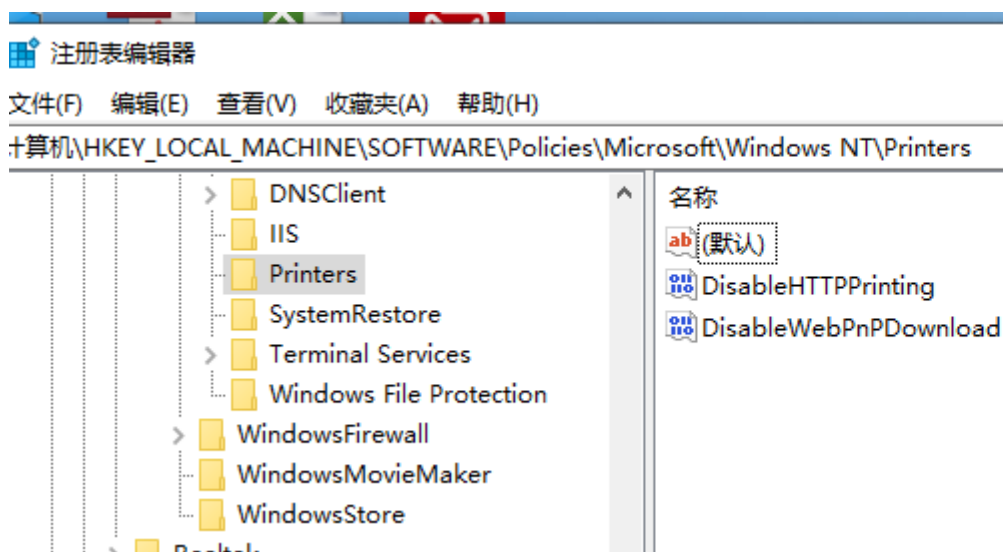 注册表编辑器
文件(F) 编辑(E) 查看(V) 收藏夹(A) 帮助(H)
计算机\HKEY_LOCAL_MACHINE\SOFTWARE\Policies\Microsoft\Windows NT\Printers
DNSClient
IIS
Printers
SystemRestore
Terminal Services
Windows File Protection
WindowsFirewall
WindowsMovieMaker
WindowsStore
名称
(默认)
DisableHTTPPrinting
DisableWebPnPDownload